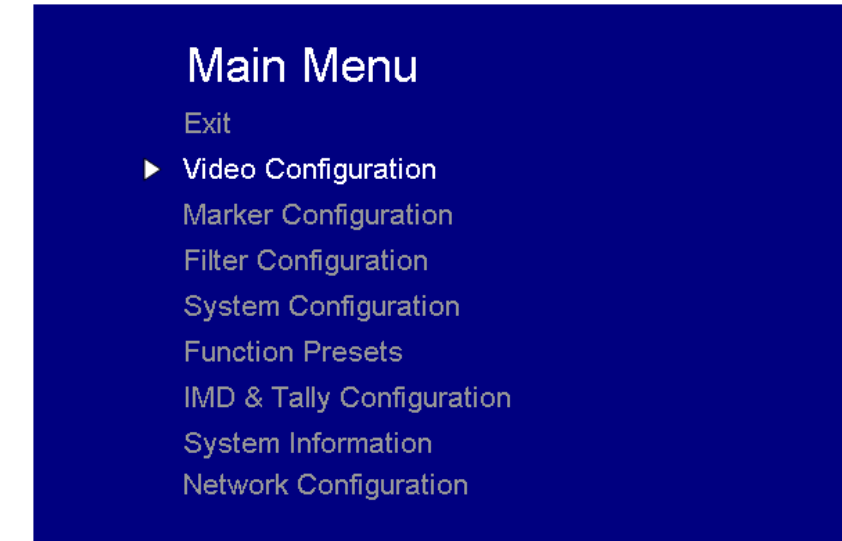 Main Menu
Exit
Video Configuration
Marker Configuration
Filter Configuration
System Configuration
Function Presets
IMD & Tally Configuration
System Information
Network Configuration